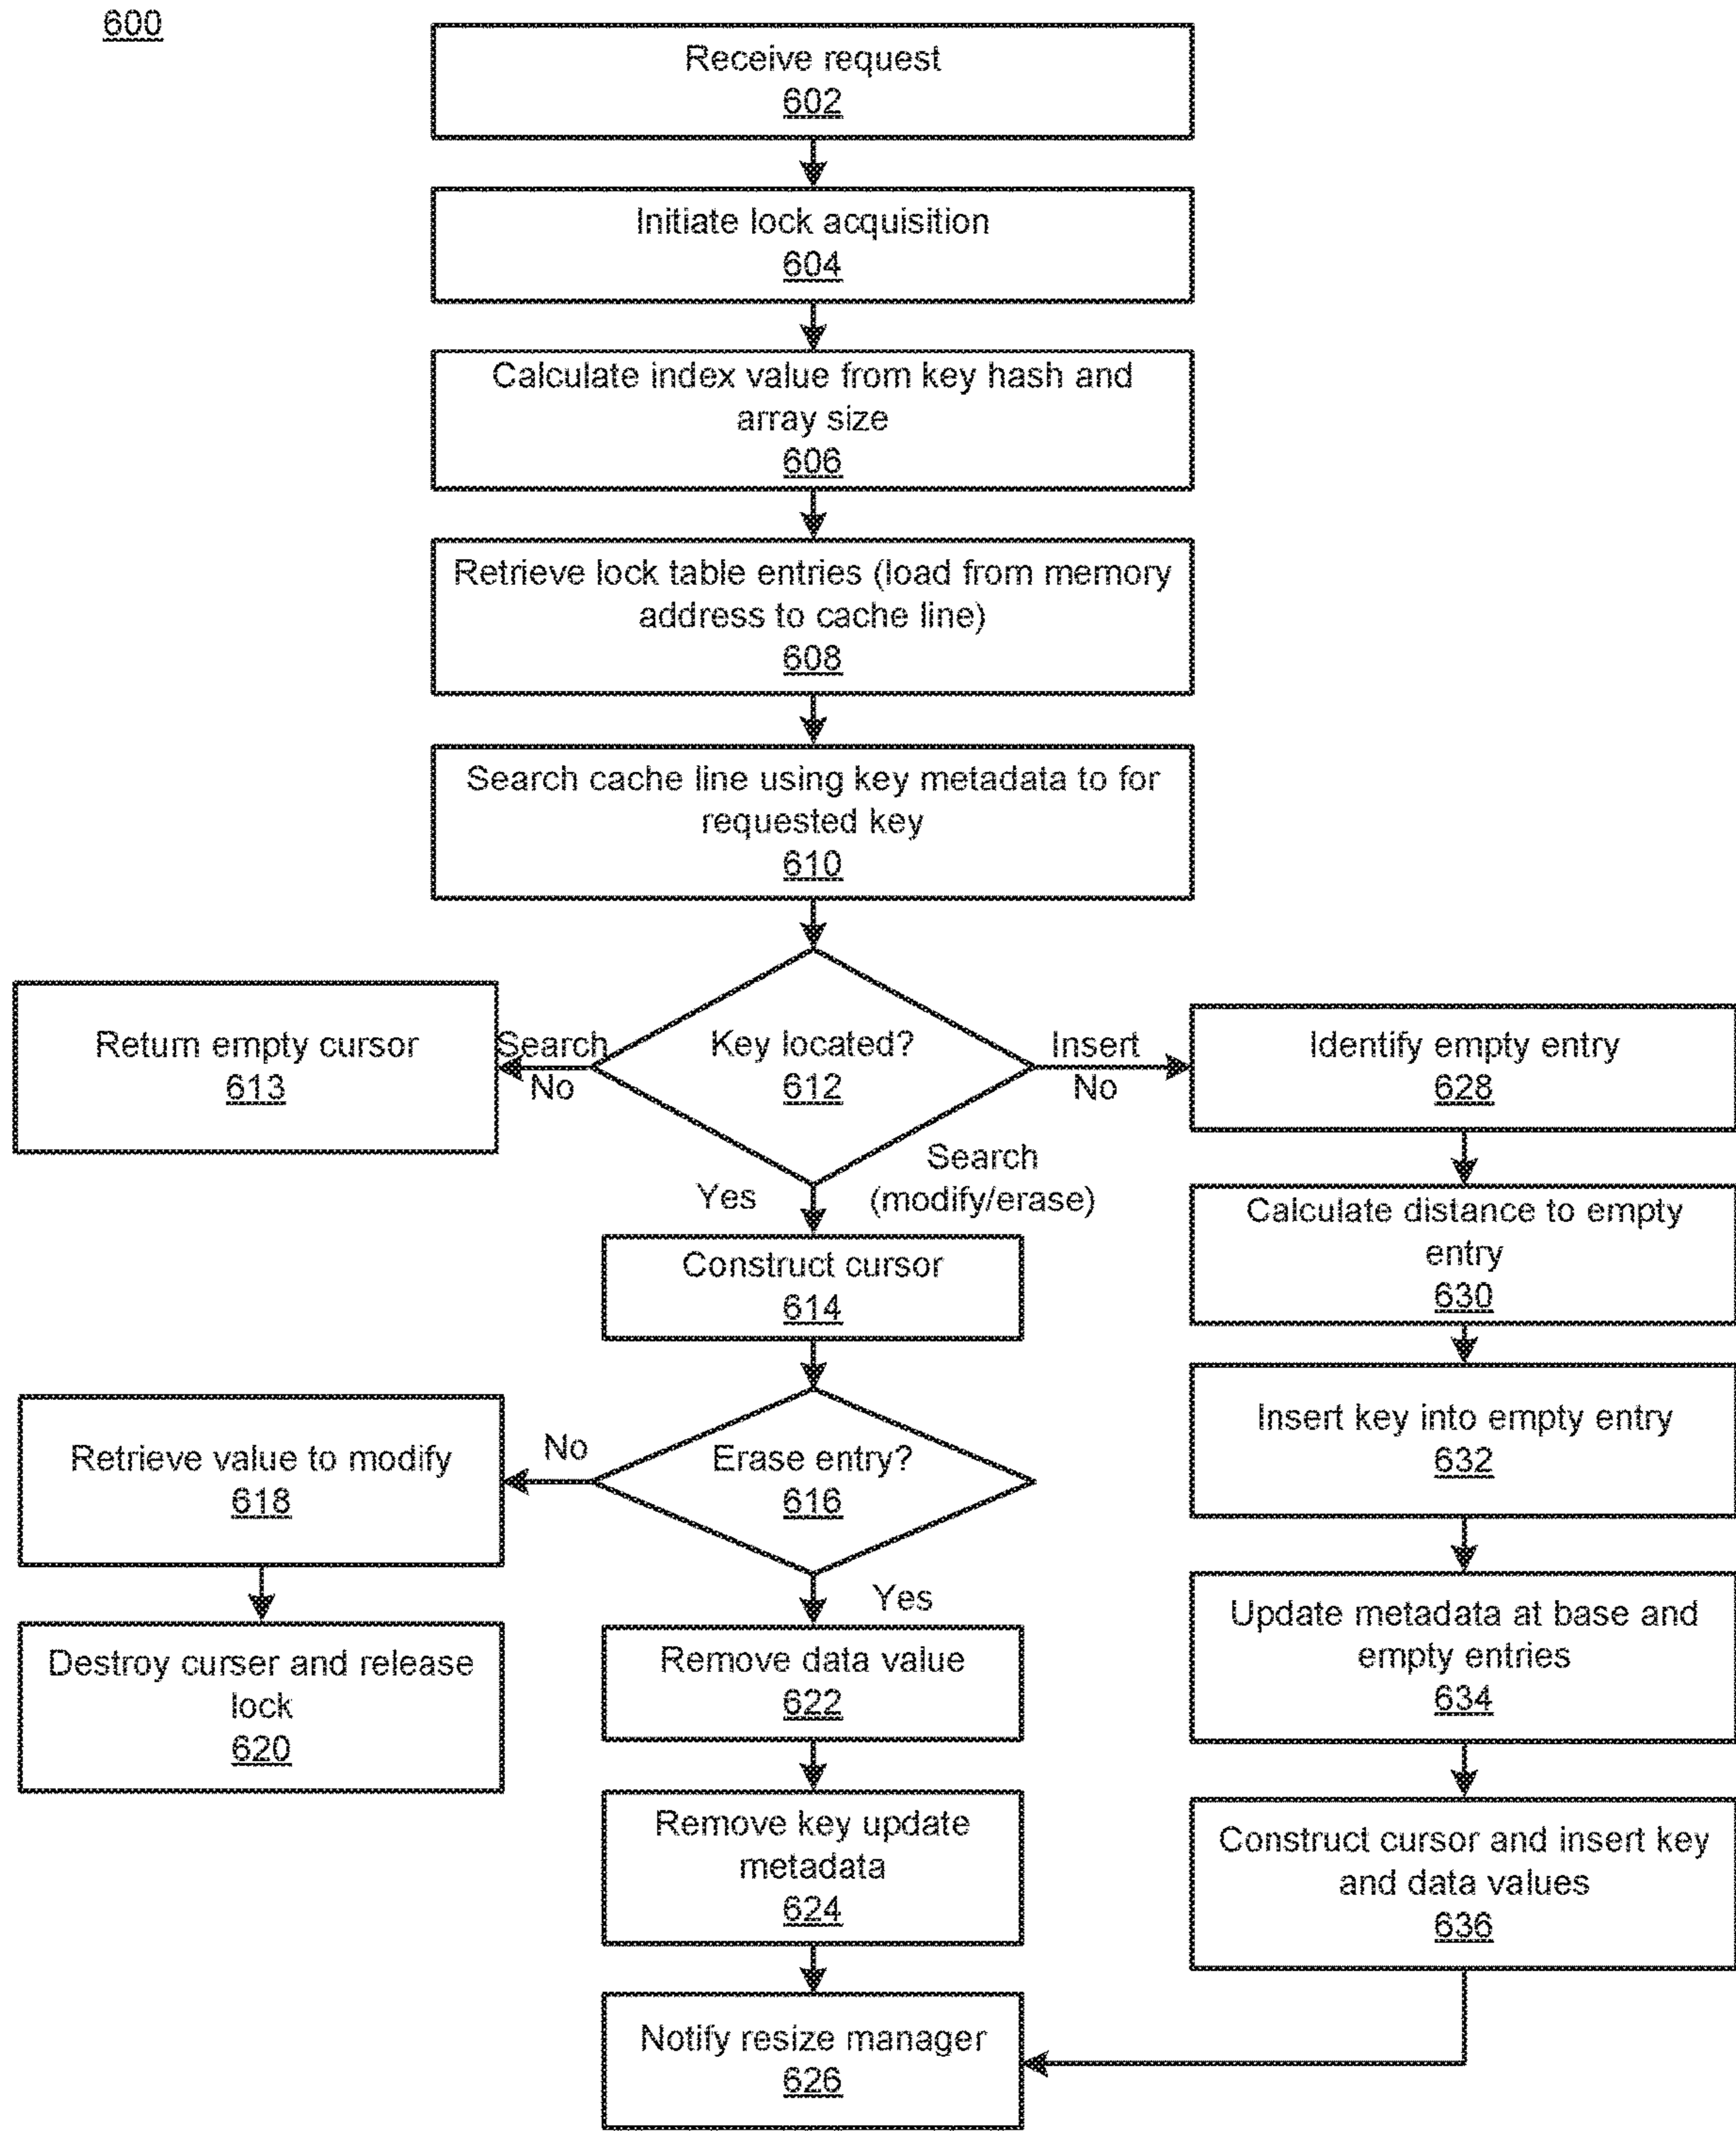 600
Receive request
602
Initiate lock acquisition
604
Calculate index value from key hash and
array size
606
Retrieve lock table entries (load from memory
address to cache line)
608
Search cache line using key metadata to for
requested key
610
Key located?
612
Search
No
Return empty cursor
613
Insert
No
Identify empty entry
628
Yes
Search
(modify/erase)
Calculate distance to empty
entry
630
Construct cursor
614
Insert key into empty entry
632
Erase entry?
616
No
Retrieve value to modify
618
Destroy curser and release
lock
620
Yes
Remove data value
622
Update metadata at base and
empty entries
634
Remove key update
metadata
624
Construct cursor and insert key
and data values
636
Notify resize manager
626